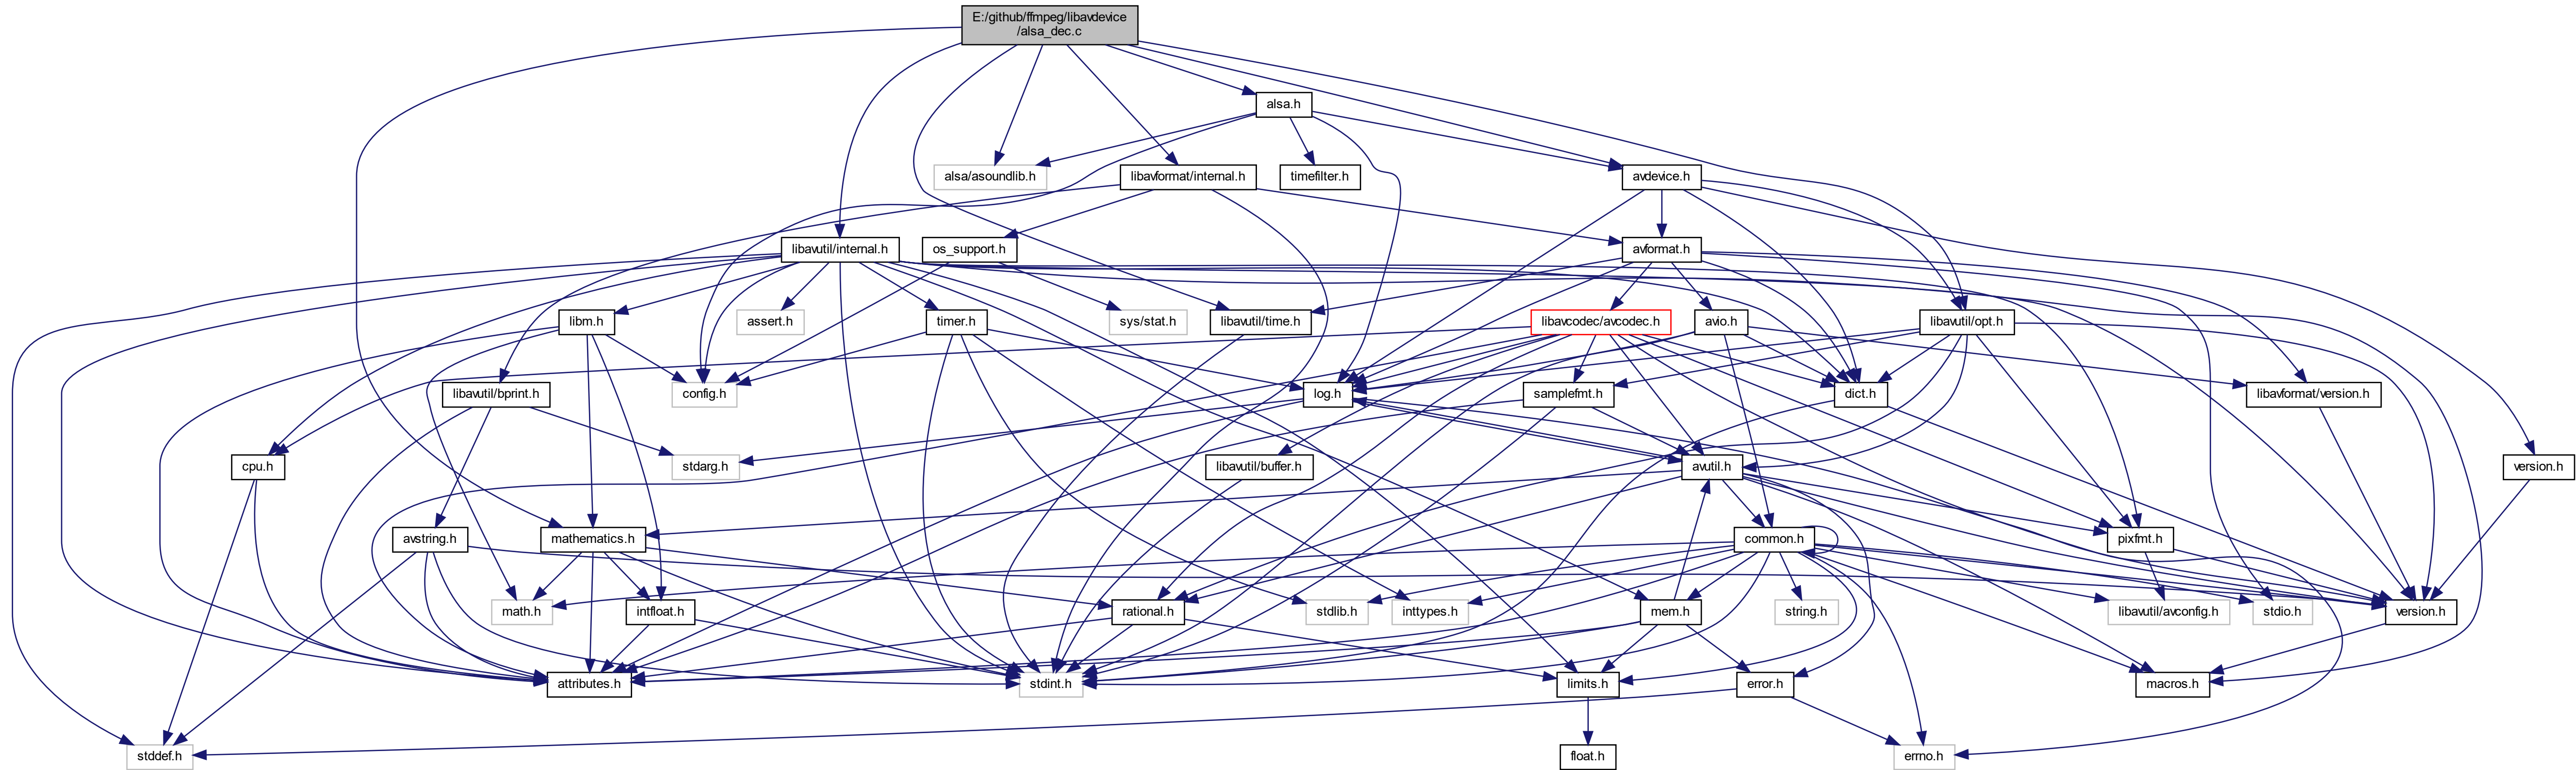 E:/github/ffmpeg/libavdevice
/alsa_dec.c
alsa.h
alsa/asoundlib.h
libavformat/internal.h
timefilter.h
avdevice.h
libavutil/internal.h
os_support.h
avformat.h
libm.h
assert.h
timer.h
sys/stat.h
libavutil/time.h
libavcodec/avcodec.h
avio.h
libavutil/opt.h
libavutil/bprint.h
config.h
log.h
samplefmt.h
dict.h
libavformat/version.h
cpu.h
stdarg.h
libavutil/buffer.h
avutil.h
version.h
avstring.h
mathematics.h
common.h
pixfmt.h
math.h
intfloat.h
rational.h
stdlib.h
inttypes.h
mem.h
string.h
libavutil/avconfig.h
stdio.h
version.h
attributes.h
stdint.h
limits.h
error.h
macros.h
stddef.h
float.h
errno.h